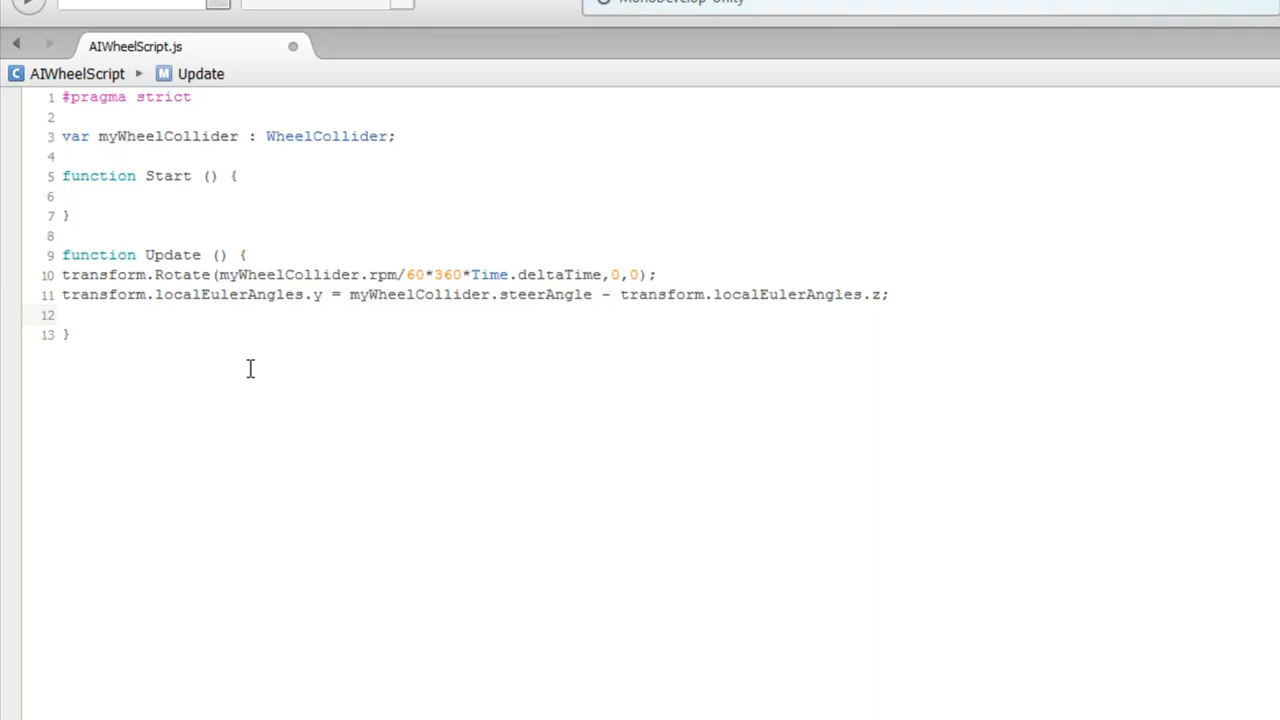 MonoDevelop-Unity
AIWheelScript.js
AIWheelScript
M Update
1 #pragma strict
2
3 var myWheelCollider : WheelCollider;
4
5 function Start () {
6
7 }
8
9 function Update () {
10 transform.Rotate(myWheelCollider.rpm/60*360*Time.deltaTime,0,0);
11 transform.localEulerAngles.y = myWheelCollider.steerAngle - transform.localEulerAngles.z;
12
13 }